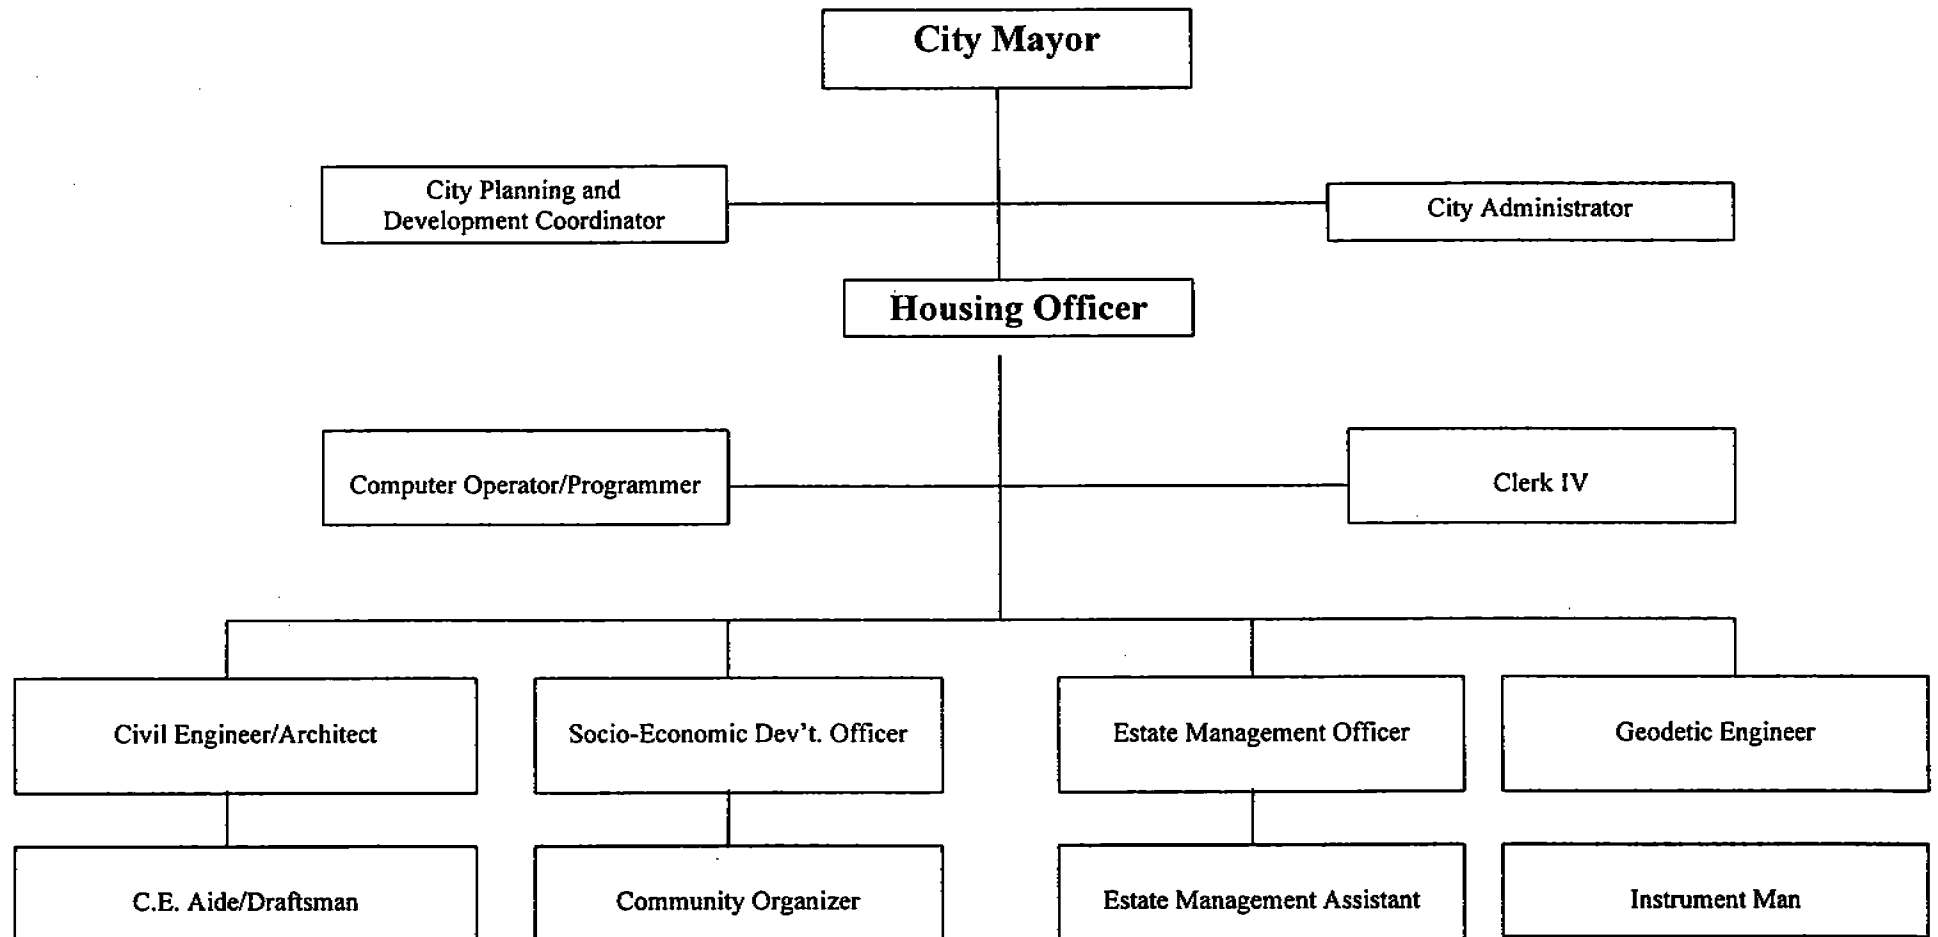 City Mayor
City Planning and
Development Coordinator
City Administrator
Housing Officer
Computer Operator/Programmer
Clerk IV
Civil Engineer/Architect
Socio-Economic Dev't. Officer
Estate Management Officer
Geodetic Engineer
C.E. Aide/Draftsman
Community Organizer
Estate Management Assistant
Instrument Man